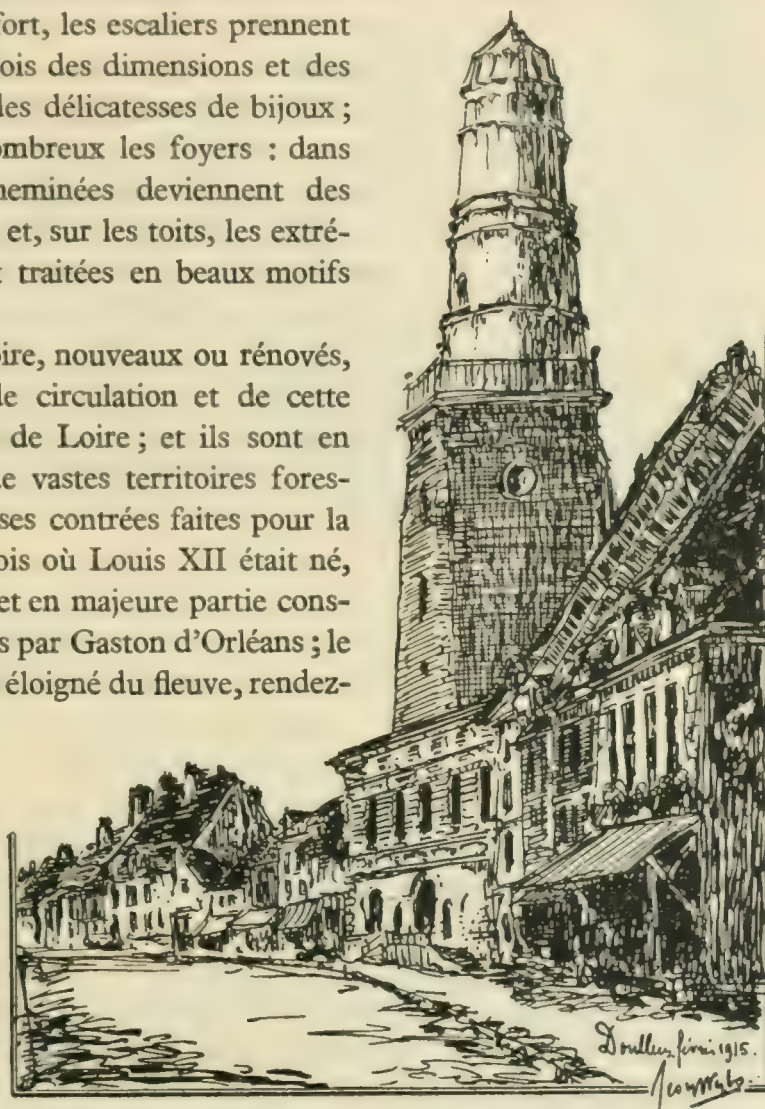 fort, les escaliers prennent
ois des dimensions et des
les délicatesses de bijoux ;
ombreux les foyers : dans
heminées deviennent des
et, sur les toits, les extré-
t traitées en beaux motifs
oire, nouveaux ou rénovés,
le circulation et de cette
de Loire ; et ils sont en
le vastes territoires fores-
ses contrées faites pour la
ois où Louis XII était né,
et en majeure partie cons-
s par Gaston d'Orléans ; le
éloigné du fleuve, rendez-
1915.